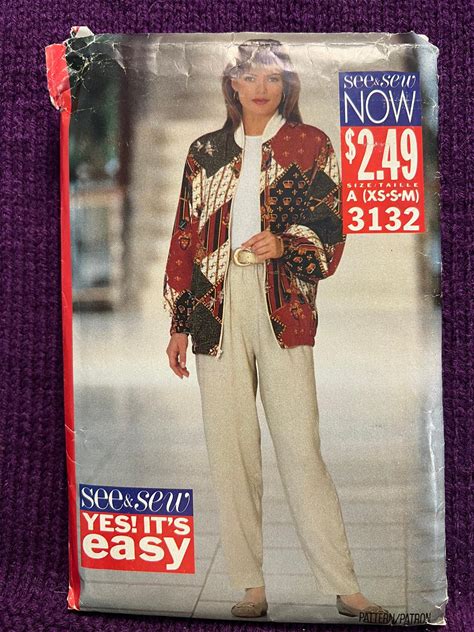 see & sew
NOW
$2.49
SIZE/TAILLE
A (XS-S-M)
3132
see & sew
YES! IT'S
easy
PATTERN/PATRON